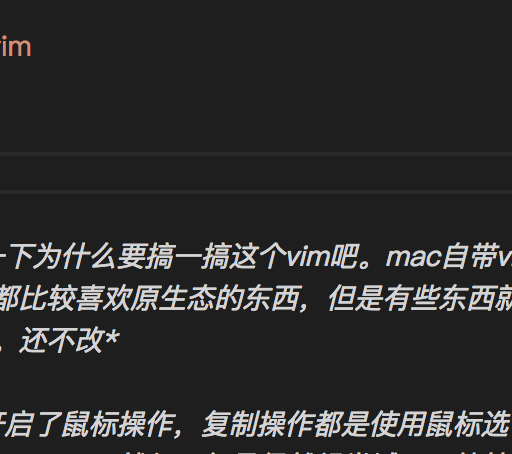 vim
一下为什么要搞一搞这个vim吧。mac自带v
都比较喜欢原生态的东西，但是有些东西就
。还不改*
开启了鼠标操作，复制操作都是使用鼠标选